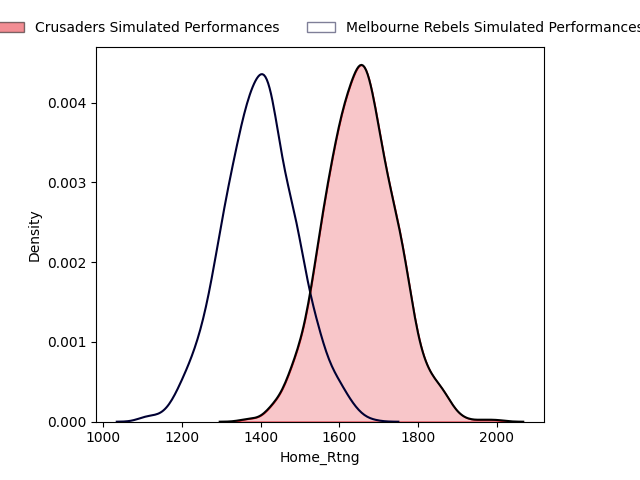 Crusaders Simulated Performances
Melbourne Rebels Simulated Performances
0.004
0.003
0.002
0.001
0.000
Density
1000 1200 1400 1600 1800 2000
Home_Rtng